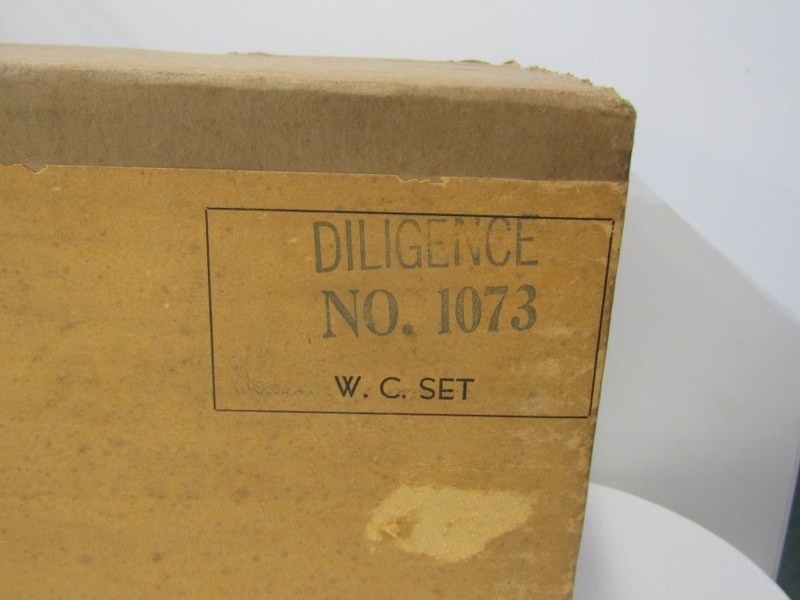 DILIGENCE
NO. 1073
W. C. SET